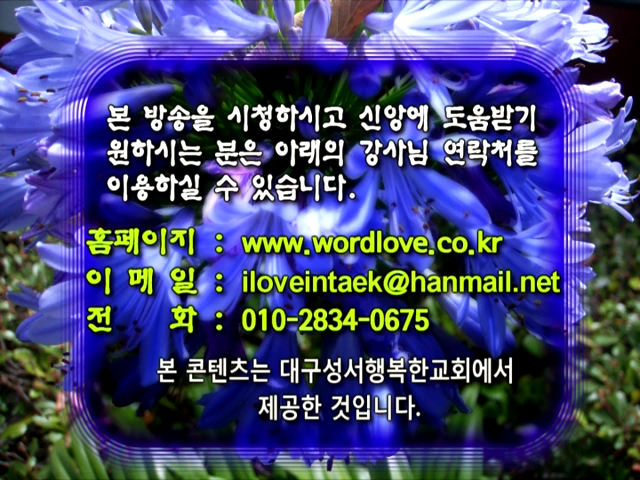 본 방송을 시청하시고 신앙에 도움받기
원하시는 분은 아래의 강사님 연락처를
이용하실 수 있습니다.
홈페이지 : www.wordlove.co.kr
이 메 일 : iloveintaek@hanmail.net
전 화 : 010-2834-0675
본 콘텐츠는 대구성서행복한교회에서
제공한 것입니다.